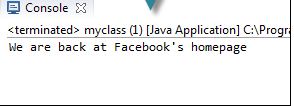 Console
<terminated> myclass (1) [Java Application] C:\Progra
We are back at Facebook's homepage